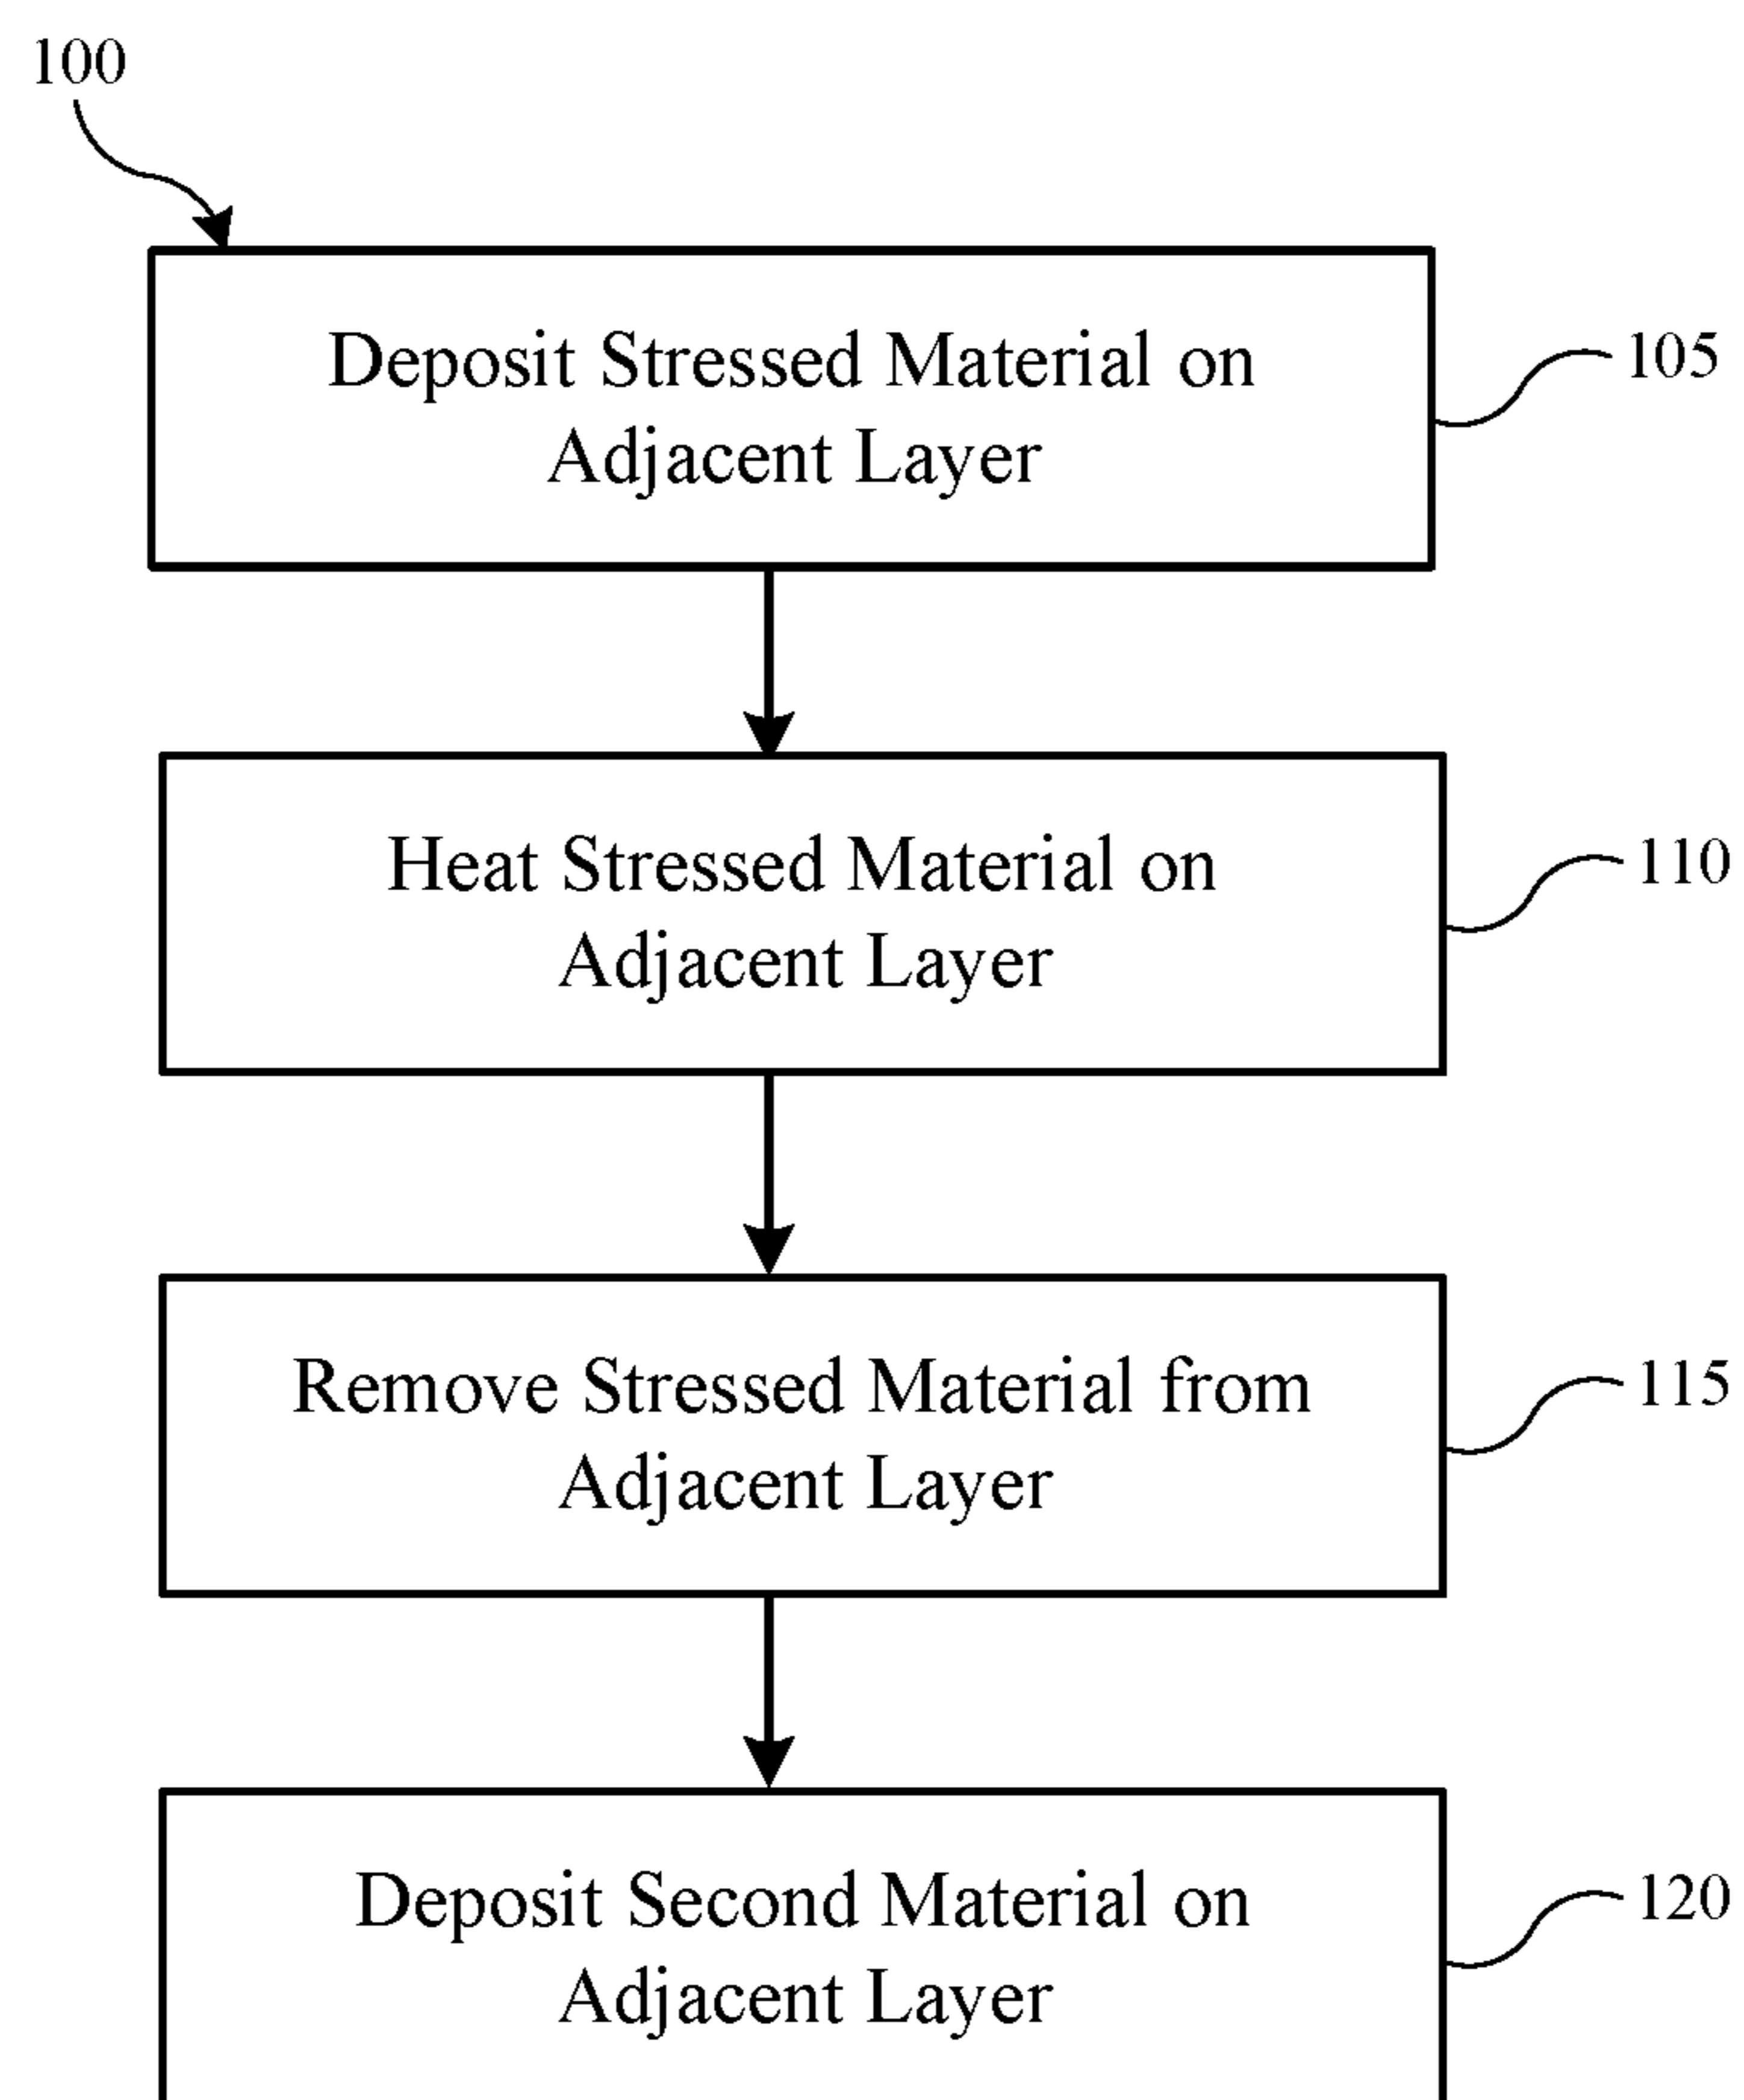 100
Deposit Stressed Material on
Adjacent Layer
105
Heat Stressed Material on
Adjacent Layer
110
Remove Stressed Material from
Adjacent Layer
115
Deposit Second Material on
Adjacent Layer
120